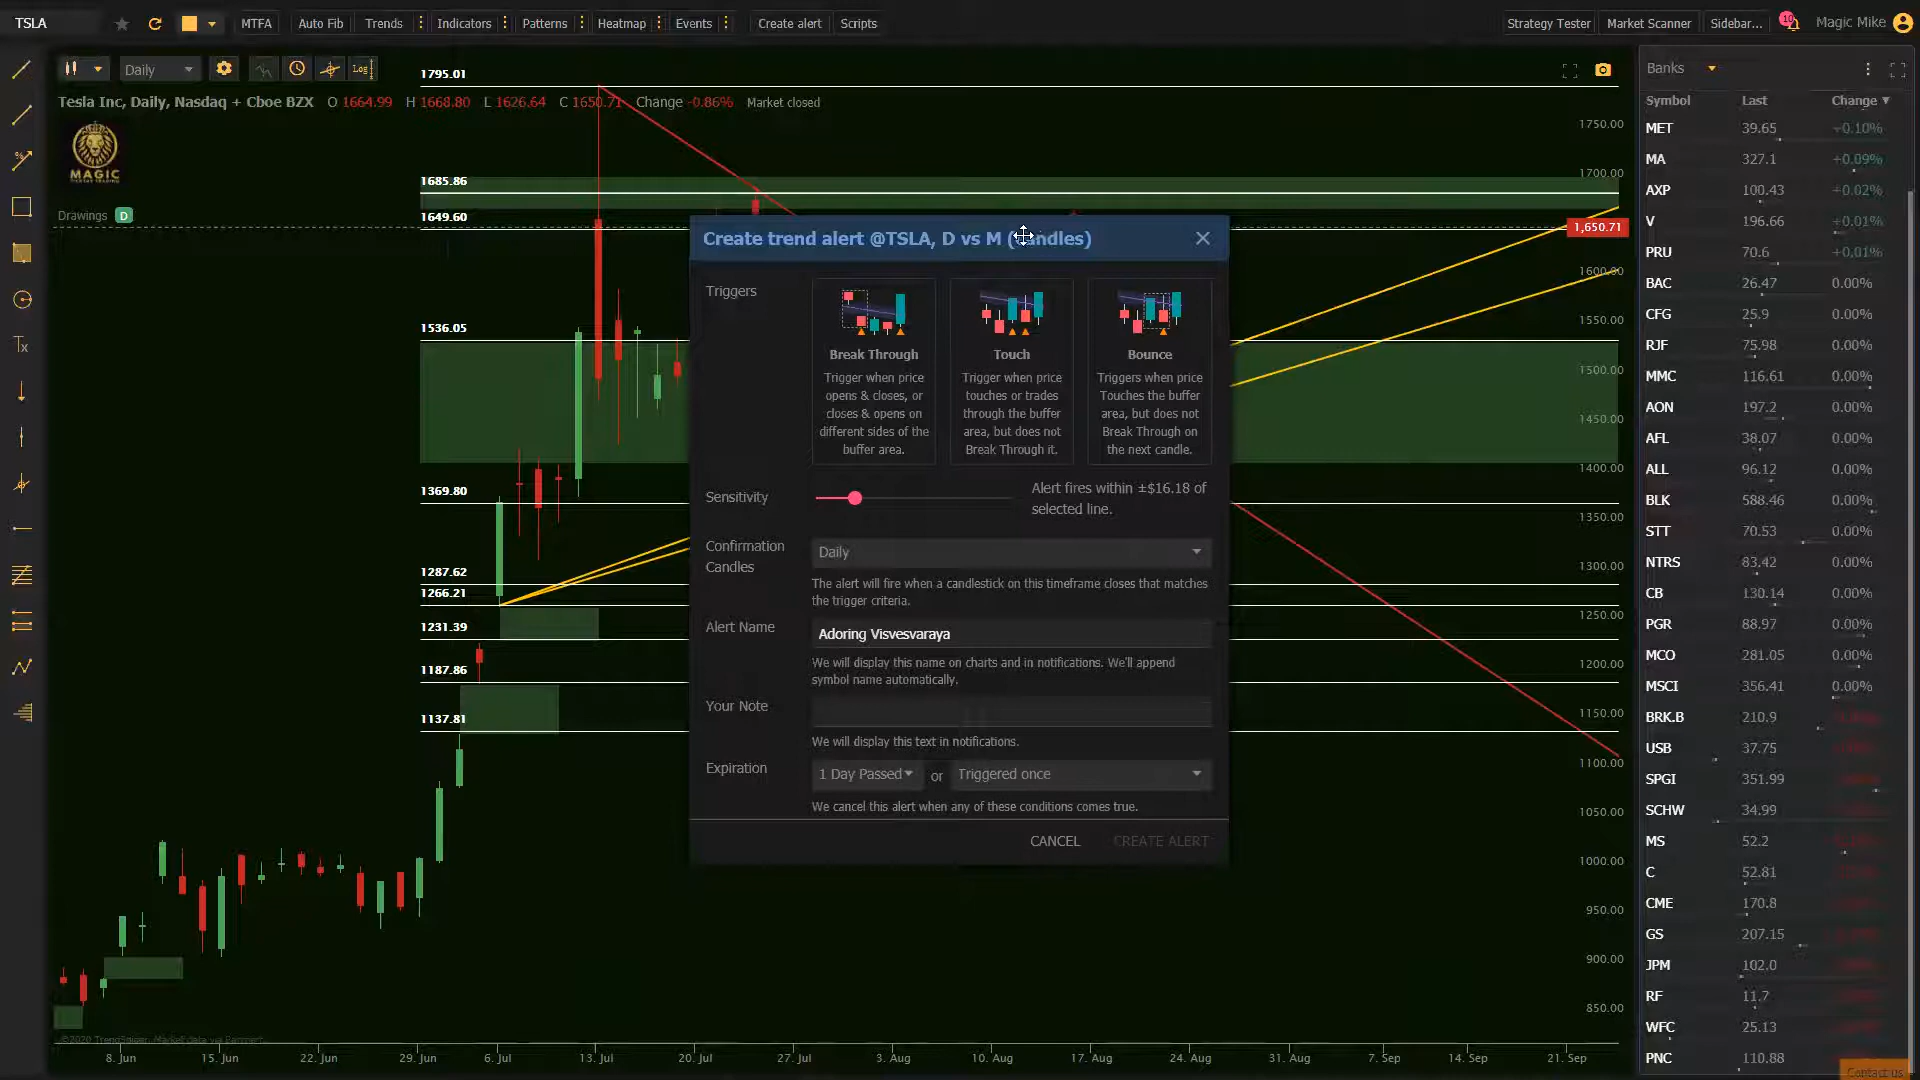 TSLA
MTFA
Auto Fib
Trends
Indicators
Patterns
Heatmap
Events
Create alert
Scripts
Strategy Tester
Market Scanner
Sidebar...
10
Magic Mike
Daily
Log
Tesla Inc, Daily, Nasdaq + Cboe BZX O 1664.99 H 1668.80 L 1626.64 C 1650.71 Change -0.86% Market closed
MAGIC
Drawings D
1795.01
1685.86
1649.60
1536.05
1369.80
1287.62
1266.21
1231.39
1187.86
1137.81
Create trend alert @TSLA, D vs M (candles)
Triggers
Break Through
Trigger when price
opens & closes, or
closes & opens on
different sides of the
buffer area.
Touch
Trigger when price
touches or trades
through the buffer
area, but does not
Break Through it.
Bounce
Triggers when price
Touches the buffer
area, but does not
Break Through on
the next candle.
Sensitivity
Alert fires within ±$16.18 of
selected line.
Confirmation
Candles
Daily
The alert will fire when a candlestick on this timeframe closes that matches
the trigger criteria.
Alert Name
Adoring Visvesvaraya
We will display this name on charts and in notifications. We'll append
symbol name automatically.
Your Note
We will display this text in notifications.
Expiration
1 Day Passed
or
Triggered once
We cancel this alert when any of these conditions comes true.
CANCEL
CREATE ALERT
1750.00
1700.00
1,650.71
1600.00
1550.00
1500.00
1450.00
1400.00
1350.00
1300.00
1250.00
1200.00
1150.00
1100.00
1050.00
1000.00
950.00
900.00
850.00
8. Jun
15. Jun
22. Jun
29. Jun
6. Jul
13. Jul
20. Jul
27. Jul
3. Aug
10. Aug
17. Aug
24. Aug
31. Aug
7. Sep
14. Sep
21. Sep
Banks
Symbol Last Change
MET 39.65 +0.10%
MA 327.1 +0.09%
AXP 100.43 +0.02%
V 196.66 +0.01%
PRU 70.6 +0.01%
BAC 26.47 0.00%
CFG 25.9 0.00%
RJF 75.98 0.00%
MMC 116.61 0.00%
AON 197.2 0.00%
AFL 38.07 0.00%
ALL 96.12 0.00%
BLK 588.46 0.00%
STT 70.53 0.00%
NTRS 83.42 0.00%
CB 130.14 0.00%
PGR 88.97 0.00%
MCO 281.05 0.00%
MSCI 356.41 0.00%
BRK.B 210.9
USB 37.75
SPGI 351.99
SCHW 34.99
MS 52.2
C 52.81
CME 170.8
GS 207.15
JPM 102.0
RF 11.7
WFC 25.13
PNC 110.88
Contact us